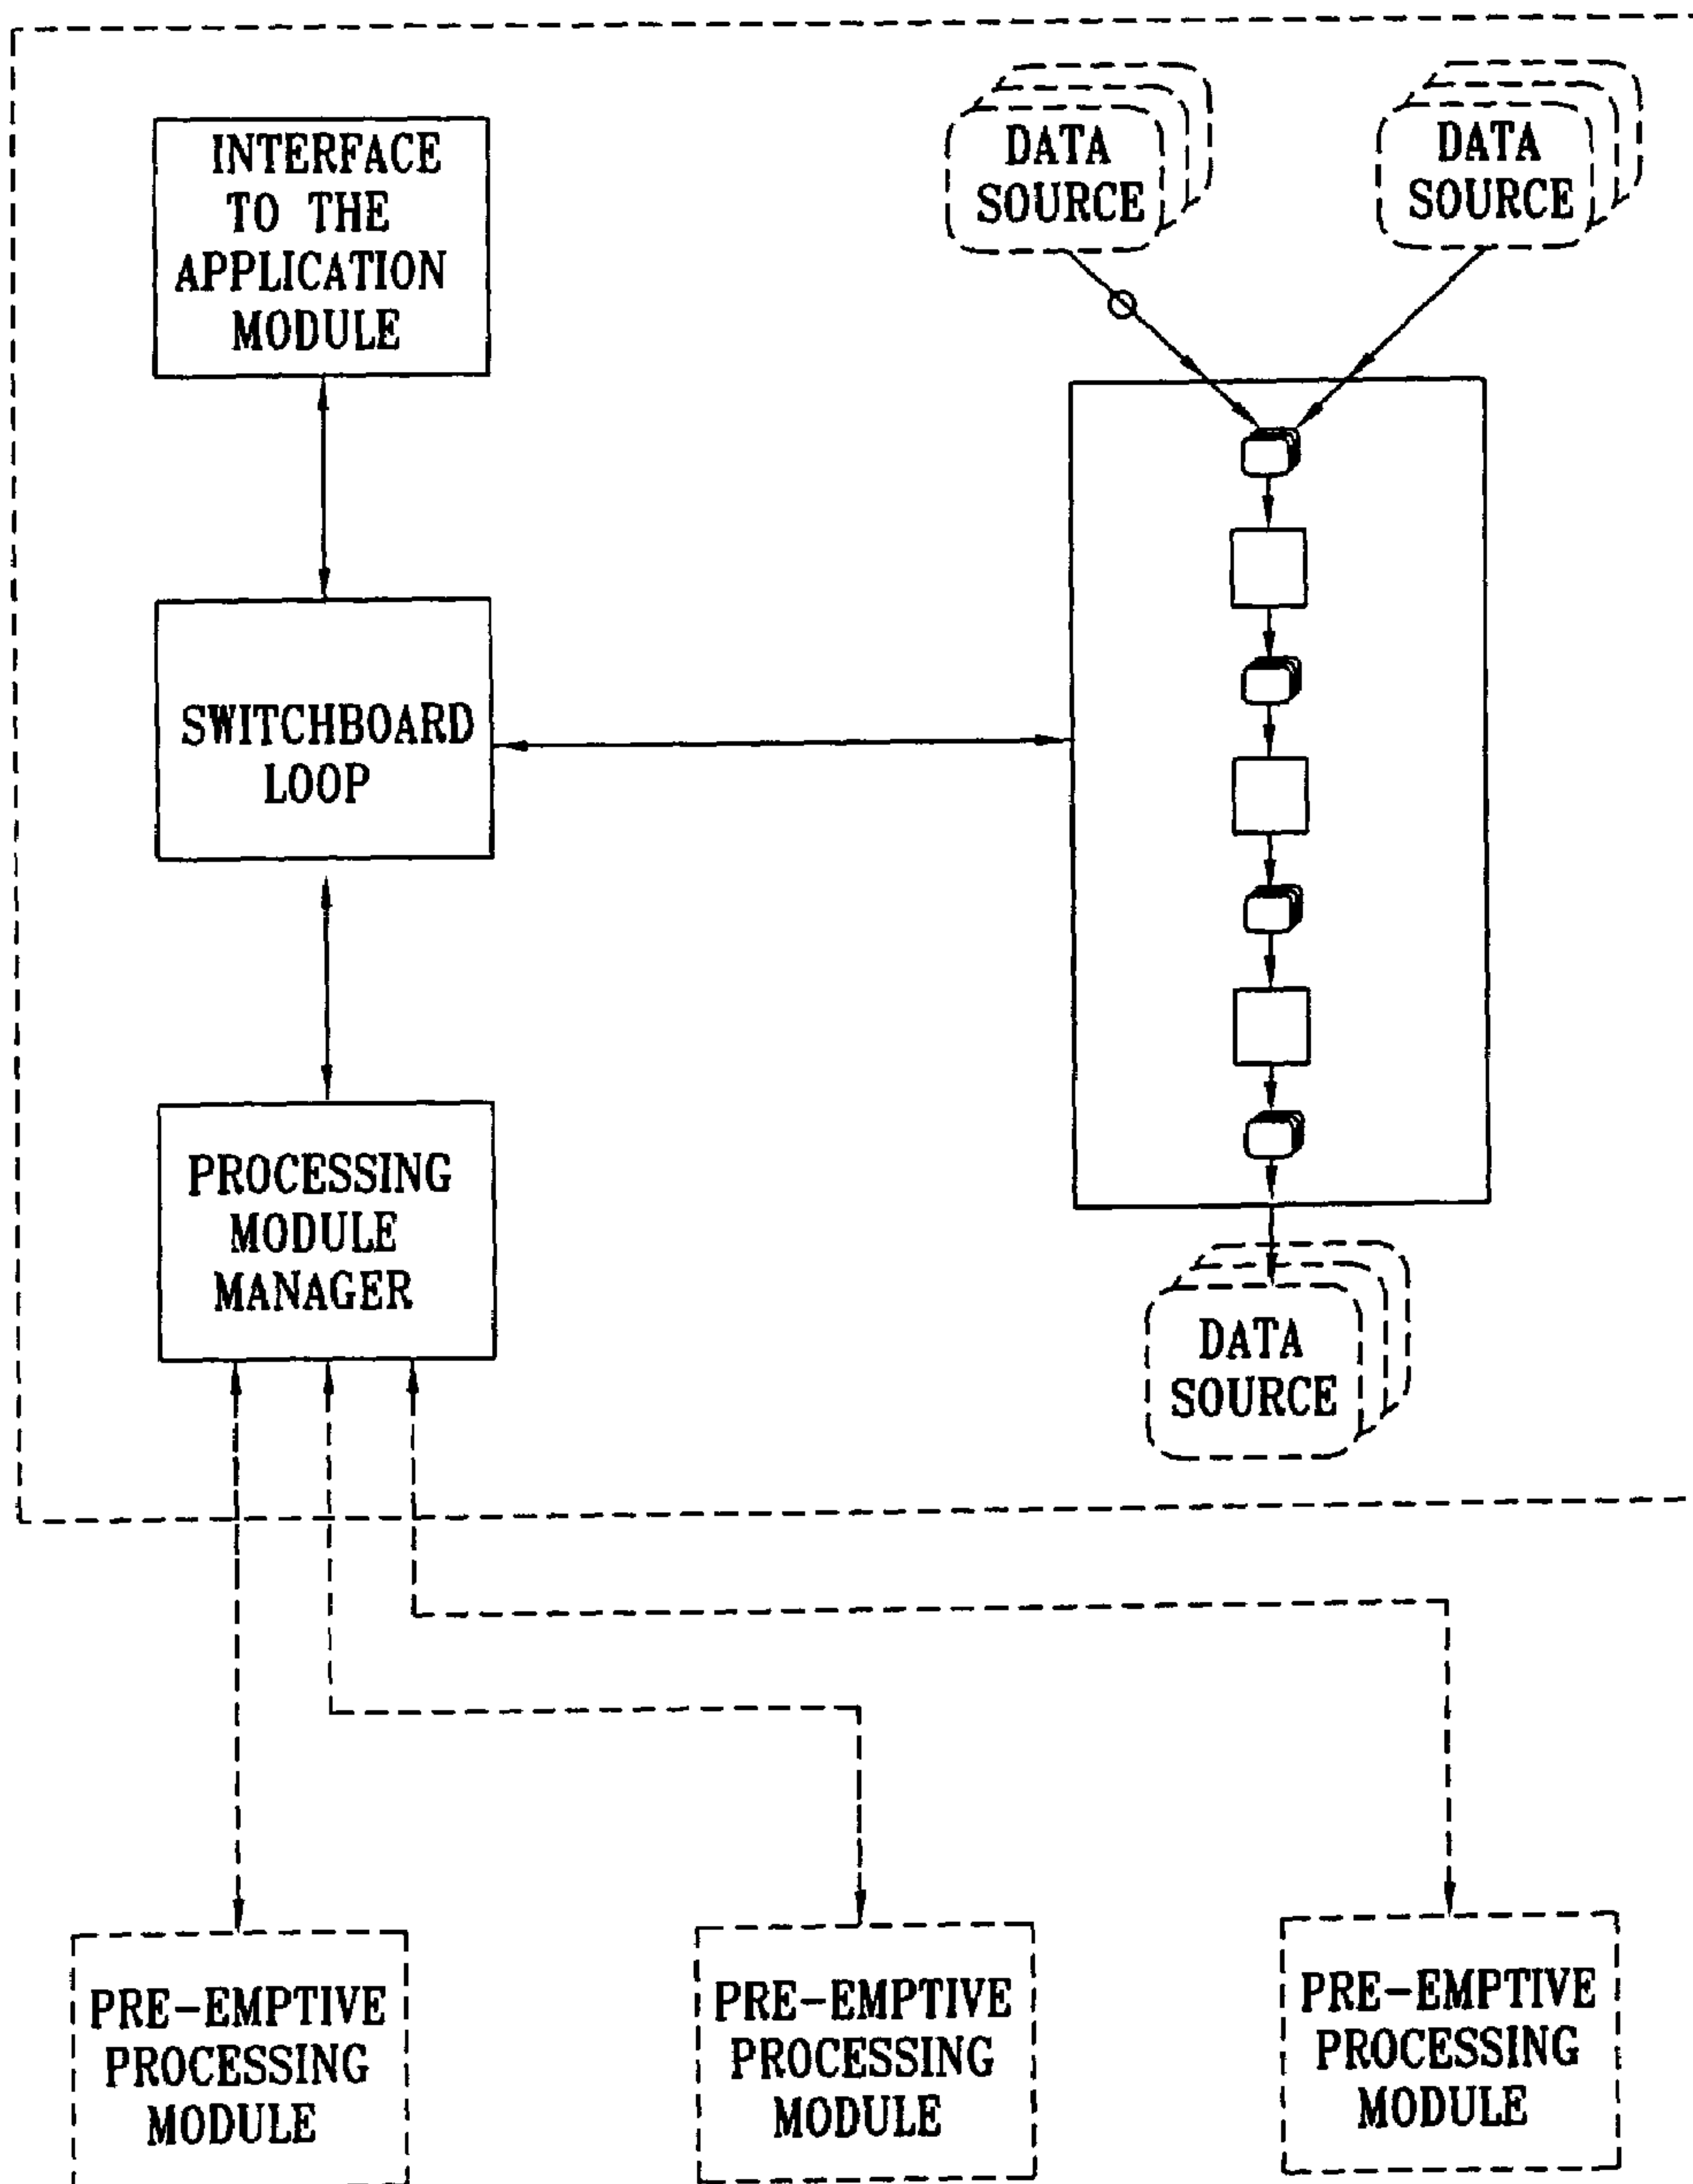 INTERFACE
TO THE
APPLICATION
MODULE
DATA
SOURCE
DATA
SOURCE
SWITCHBOARD
LOOP
PROCESSING
MODULE
MANAGER
DATA
SOURCE
PRE-EMPTIVE
PROCESSING
MODULE
PRE-EMPTIVE
PROCESSING
MODULE
PRE-EMPTIVE
PROCESSING
MODULE